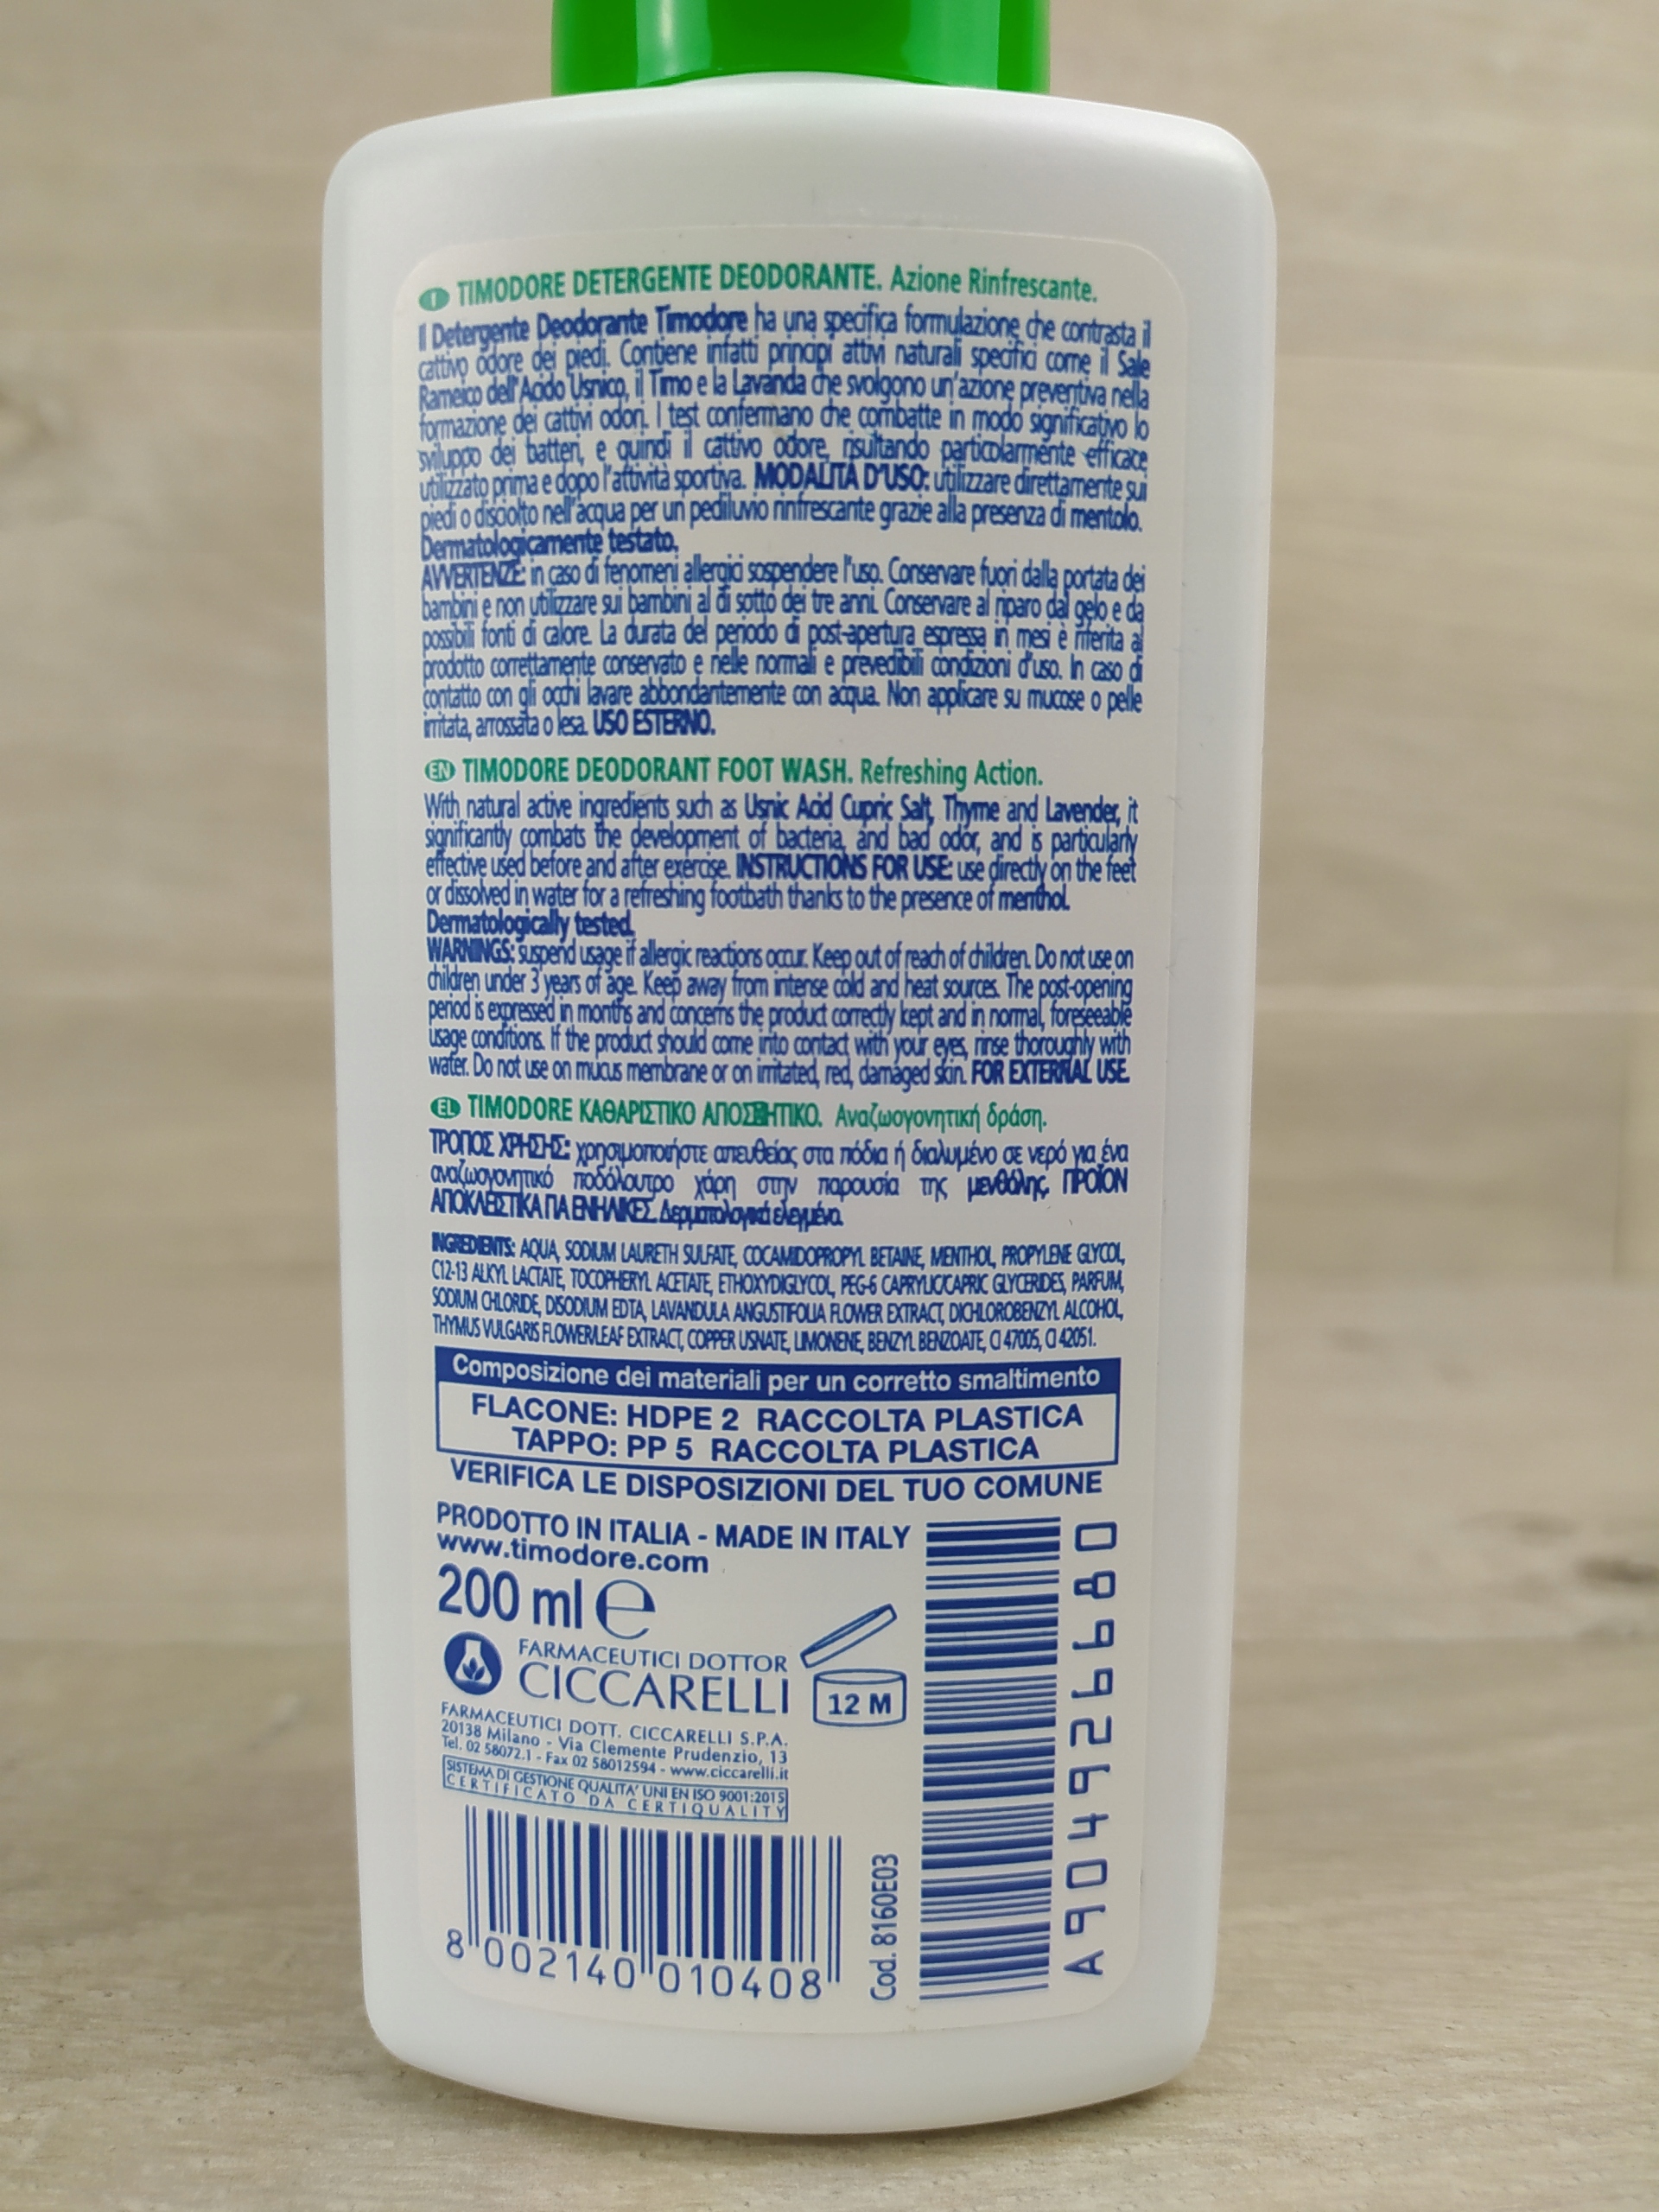 I TIMODORE DETERGENTE DEODORANTE. Azione Rinfrescante.
Il Detergente Deodorante Timodore ha una specifica formulazione che contrasta il
cattivo odore dei piedi. Contiene infatti principi attivi naturali specifici come il Sale
Rameico dell'Acido Usnico, il Timo e la Lavanda che svolgono un'azione preventiva nella
formazione dei cattivi odori. I test confermano che combatte in modo significativo lo
sviluppo dei batteri, e quindi il cattivo odore, risultando particolarmente efficace
utilizzato prima e dopo l'attività sportiva. MODALITÀ D'USO: utilizzare direttamente sui
piedi o disciolto nell'acqua per un pediluvio rinfrescante grazie alla presenza di mentolo.
Dermatologicamente testato.
AVVERTENZE: in caso di fenomeni allergici sospendere l'uso. Conservare fuori dalla portata dei
bambini e non utilizzare sui bambini al di sotto dei tre anni. Conservare al riparo dal gelo e da
possibili fonti di calore. La durata del periodo di post-apertura espressa in mesi è riferita al
prodotto correttamente conservato e nelle normali e prevedibili condizioni d'uso. In caso di
contatto con gli occhi lavare abbondantemente con acqua. Non applicare su mucose o pelle
irritata, arrossata o lesa. USO ESTERNO.
EN TIMODORE DEODORANT FOOT WASH. Refreshing Action.
With natural active ingredients such as Usnic Acid Cupric Salt, Thyme and Lavender, it
significantly combats the development of bacteria, and bad odor, and is particularly
effective used before and after exercise. INSTRUCTIONS FOR USE: use directly on the feet
or dissolved in water for a refreshing footbath thanks to the presence of menthol.
Dermatologically tested.
WARNINGS: suspend usage if allergic reactions occur. Keep out of reach of children. Do not use on
children under 3 years of age. Keep away from intense cold and heat sources. The post-opening
period is expressed in months and concerns the product correctly kept and in normal, foreseeable
usage conditions. If the product should come into contact with your eyes, rinse thoroughly with
water. Do not use on mucus membrane or on irritated, red, damaged skin. FOR EXTERNAL USE.
EL TIMODORE ΚΑΘΑΡΙΣΤΙΚΟ Αναζωογονητική δράση.
ΤΡΟΠΟΣ ΧΡΗΣΗΣ: χρησιμοποιήστε απευθείας στα πόδια ή διαλυμένο σε νερό για ένα
αναζωογονητικό ποδόλουτρο χάρη στην παρουσία της μενθόλης. ΠΡΟΪΟΝ
ΑΠΟΚΛΕΙΣΤΙΚΑ ΓΙΑ ΕΝΗΛΙΚΕΣ. Δερματολογικά ελεγμένο.
INGREDIENTS: AQUA, SODIUM LAURETH SULFATE, COCAMIDOPROPYL BETAINE, MENTHOL, PROPYLENE GLYCOL,
C12-13 ALKYL LACTATE, TOCOPHERYL ACETATE, ETHOXYDIGLYCOL, PEG-6 CAPRYLIC/CAPRIC GLYCERIDES, PARFUM,
SODIUM CHLORIDE, DISODIUM EDTA, LAVANDULA ANGUSTIFOLIA FLOWER EXTRACT, DICHLOROBENZYL ALCOHOL,
THYMUS VULGARIS FLOWER/LEAF EXTRACT, COPPER USNATE, LIMONENE, BENZYL BENZOATE, CI 47005, CI 42051.
Composizione dei materiali per un corretto smaltimento
FLACONE: HDPE 2 RACCOLTA PLASTICA
TAPPO: PP 5 RACCOLTA PLASTICA
VERIFICA LE DISPOSIZIONI DEL TUO COMUNE
PRODOTTO IN ITALIA - MADE IN ITALY
www.timodore.com
200 ml e
FARMACEUTICI DOTTOR
CICCARELLI
12 M
FARMACEUTICI DOTT. CICCARELLI S.P.A.
20138 Milano - Via Clemente Prudenzio, 13
Tel. 02 58072.1 - Fax 02 58012594 - www.ciccarelli.it
SISTEMA DI GESTIONE QUALITA' UNI EN ISO 9001:2015
CERTIFICATO DA CERTIQUALITY
8 002140 010408
Cod. 8160E03
A904926680